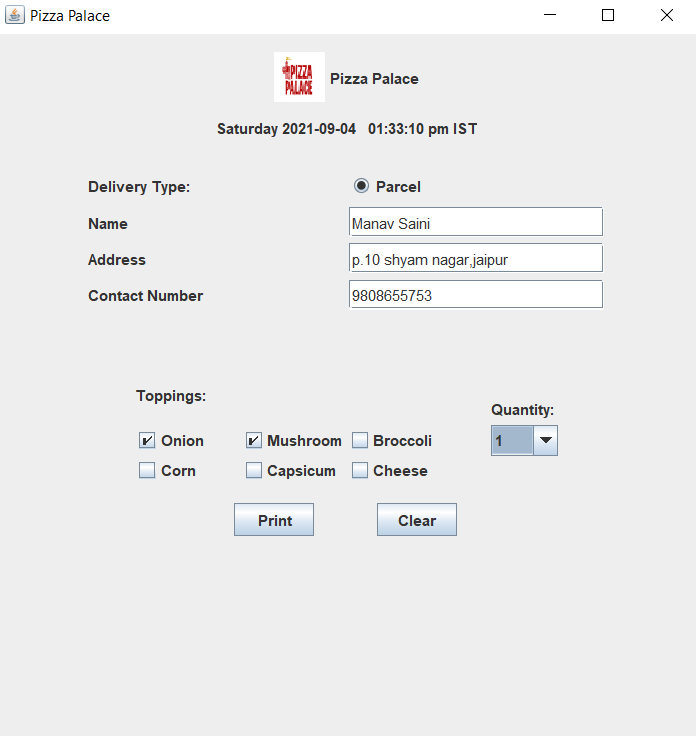 Pizza Palace
PIZZA
PALACE
Pizza Palace
Saturday 2021-09-04 01:33:10 pm IST
Delivery Type: Parcel
Name Manav Saini
Address p.10 shyam nagar,jaipur
Contact Number 9808655753
Toppings:
Quantity:
Onion Mushroom Broccoli 1
Corn Capsicum Cheese
Print Clear